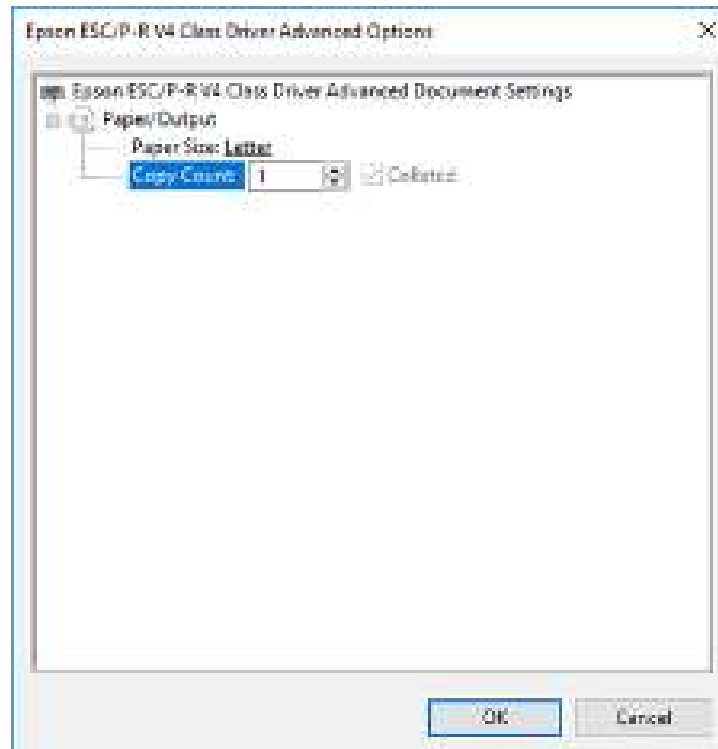 Epson ESC/P-R V4 Class Driver Advanced Options
Epson ESC/P-R V4 Class Driver Advanced Document Settings
Paper/Output
Paper Size: Letter
Copy Count: 1 Collated
OK Cancel